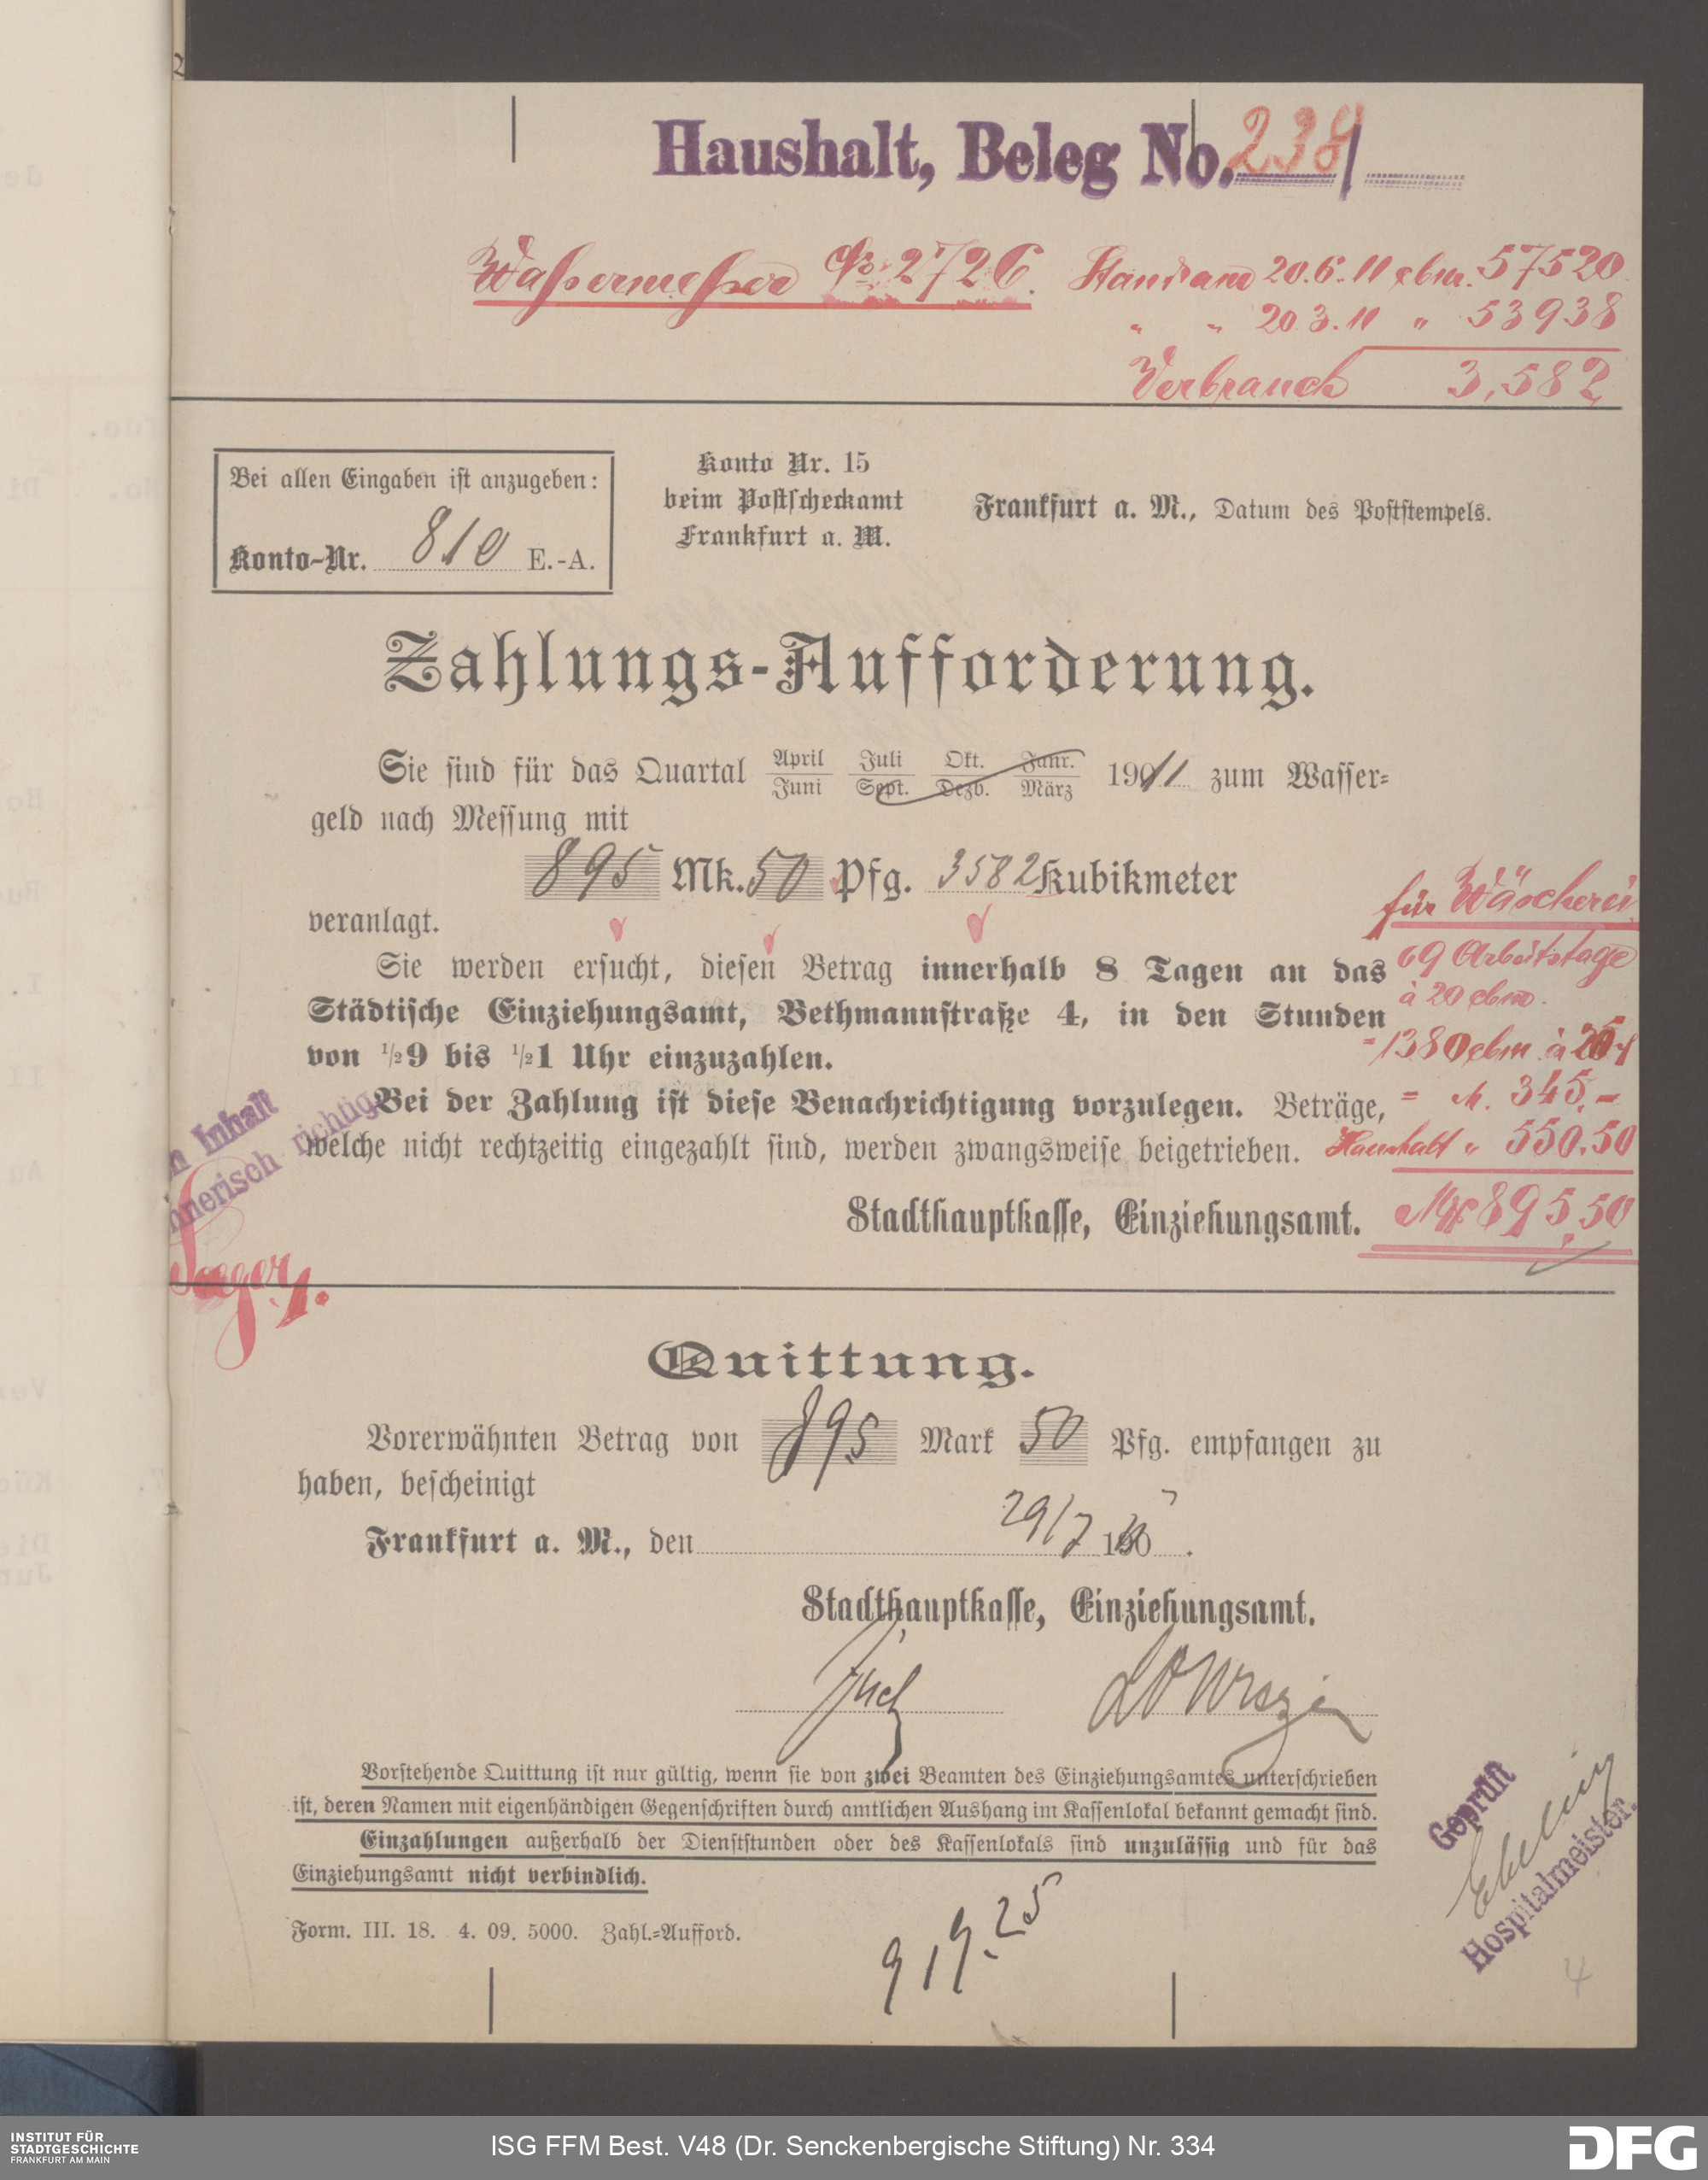 Haushalt, Beleg No. 238/
Wassermesser No 2726. Stand am 20.6.11 cbm. 57520
" " 20.3.11 " 53938
Verbrauch 3,582
Bei allen Eingaben ist anzugeben:
Konto-Nr. 810 E.-A.
Konto Nr. 15
beim Postscheckamt
Frankfurt a. M.
Frankfurt a. M., Datum des Poststempels.
Zahlungs-Aufforderung.
Sie sind für das Quartal April/Juni Juli/Sept. Okt./Dezb. Janr./März 1911 zum Wasser-
geld nach Messung mit
895 Mk. 50 Pfg. 3582 Kubikmeter
veranlagt.
Sie werden ersucht, diesen Betrag innerhalb 8 Tagen an das
Städtische Einziehungsamt, Bethmannstraße 4, in den Stunden
von 1/2 9 bis 1/2 1 Uhr einzuzahlen.
Bei der Zahlung ist diese Benachrichtigung vorzulegen. Beträge,
welche nicht rechtzeitig eingezahlt sind, werden zwangsweise beigetrieben.
Stadthauptkasse, Einziehungsamt.
für Wäscherei
69 Arbeitstage
à 20 cbm.
= 1380 cbm à 25
= M. 345.-
Haushalt " 550.50
Mk 895,50
n Inhalt
nerisch richtig
Quittung.
Vorerwähnten Betrag von 895 Mark 50 Pfg. empfangen zu
haben, bescheinigt
Frankfurt a. M., den 29/7 190
Stadthauptkasse, Einziehungsamt.
Vorstehende Quittung ist nur gültig, wenn sie von zwei Beamten des Einziehungsamtes unterschrieben
ist, deren Namen mit eigenhändigen Gegenschriften durch amtlichen Aushang im Kassenlokal bekannt gemacht sind.
Einzahlungen außerhalb der Dienststunden oder des Kassenlokals sind unzulässig und für das
Einziehungsamt nicht verbindlich.
Form. III. 18. 4. 09. 5000. Zahl.-Aufford.
919.25
Geprüft
Hospitalmeister.
4
INSTITUT FÜR
STADTGESCHICHTE
FRANKFURT AM MAIN
ISG FFM Best. V48 (Dr. Senckenbergische Stiftung) Nr. 334
DFG